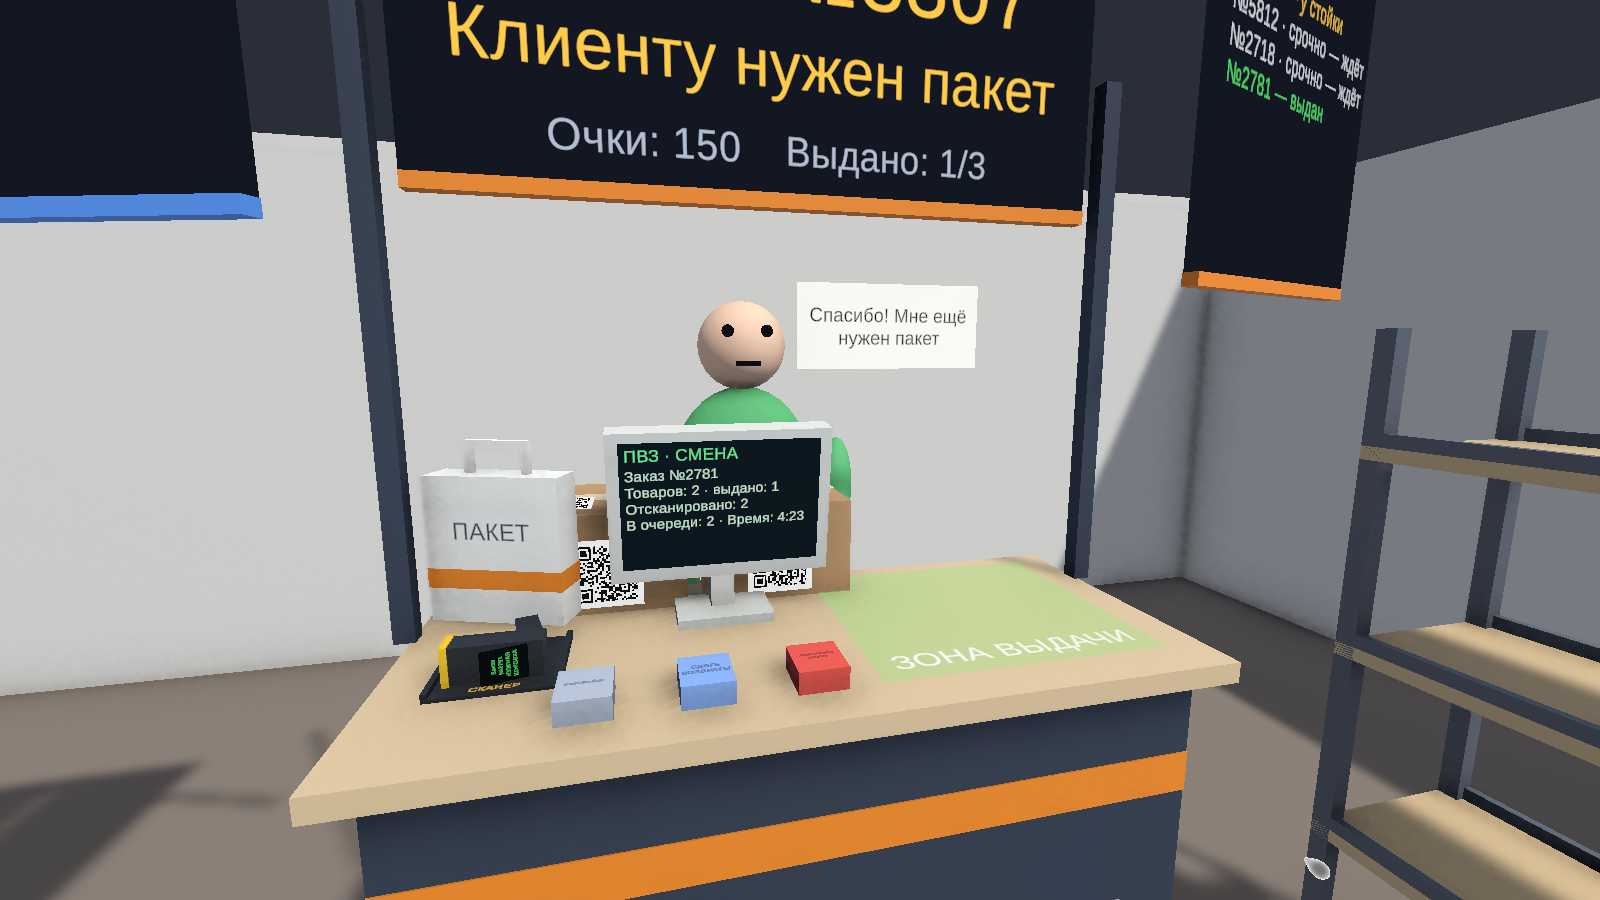 Клиенту нужен пакет
Очки: 150 Выдано: 1/3
у стойки
№5812 · срочно — ждёт
№2718 · срочно — ждёт
№2781 — выдан
Спасибо! Мне ещё
нужен пакет
ПВЗ · СМЕНА
Заказ №2781
Товаров: 2 · выдано: 1
Отсканировано: 2
В очереди: 2 · Время: 4:23
ПАКЕТ
СКАНЕР
ЗОНА ВЫДАЧИ